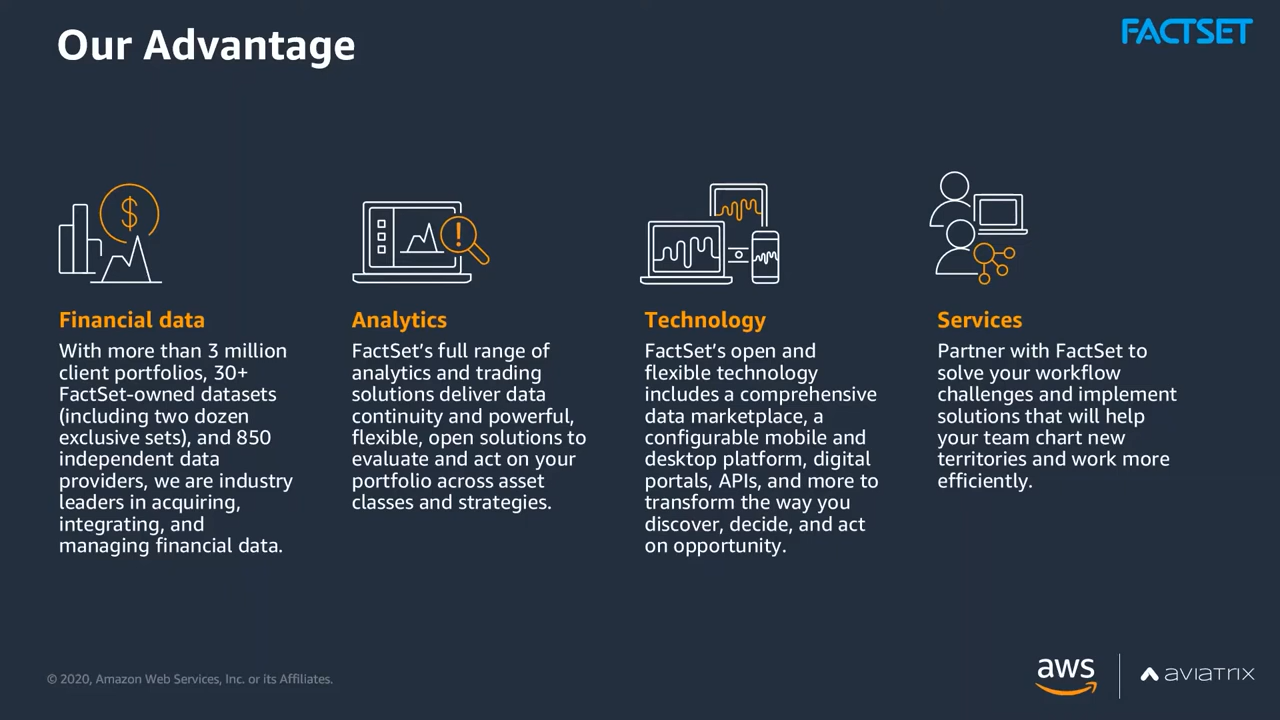 Our Advantage
FACTSET
Financial data
With more than 3 million
client portfolios, 30+
FactSet-owned datasets
(including two dozen
exclusive sets), and 850
independent data
providers, we are industry
leaders in acquiring,
integrating, and
managing financial data.
Analytics
FactSet’s full range of
analytics and trading
solutions deliver data
continuity and powerful,
flexible, open solutions to
evaluate and act on your
portfolio across asset
classes and strategies.
Technology
FactSet’s open and
flexible technology
includes a comprehensive
data marketplace, a
configurable mobile and
desktop platform, digital
portals, APIs, and more to
transform the way you
discover, decide, and act
on opportunity.
Services
Partner with FactSet to
solve your workflow
challenges and implement
solutions that will help
your team chart new
territories and work more
efficiently.
© 2020, Amazon Web Services, Inc. or its Affiliates.
aws
aviatrix